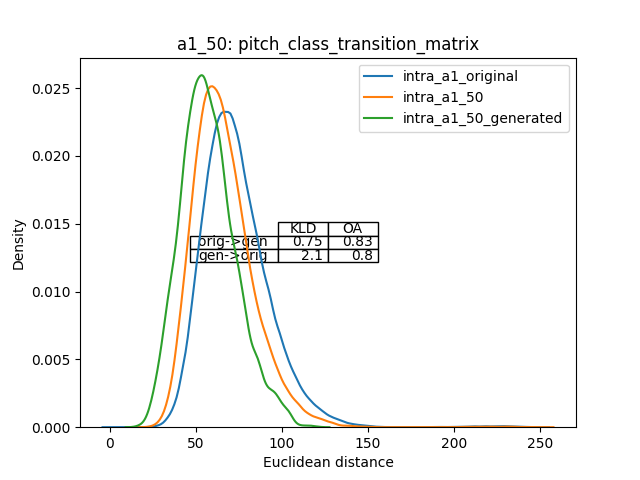 a1_50: pitch_class_transition_matrix
intra_a1_original
intra_a1_50
intra_a1_50_generated
0.025
0.020
0.015
0.010
0.005
0.000
Density
KLD OA
orig->gen 0.75 0.83
gen->orig 2.1 0.8
0 50 100 150 200 250
Euclidean distance